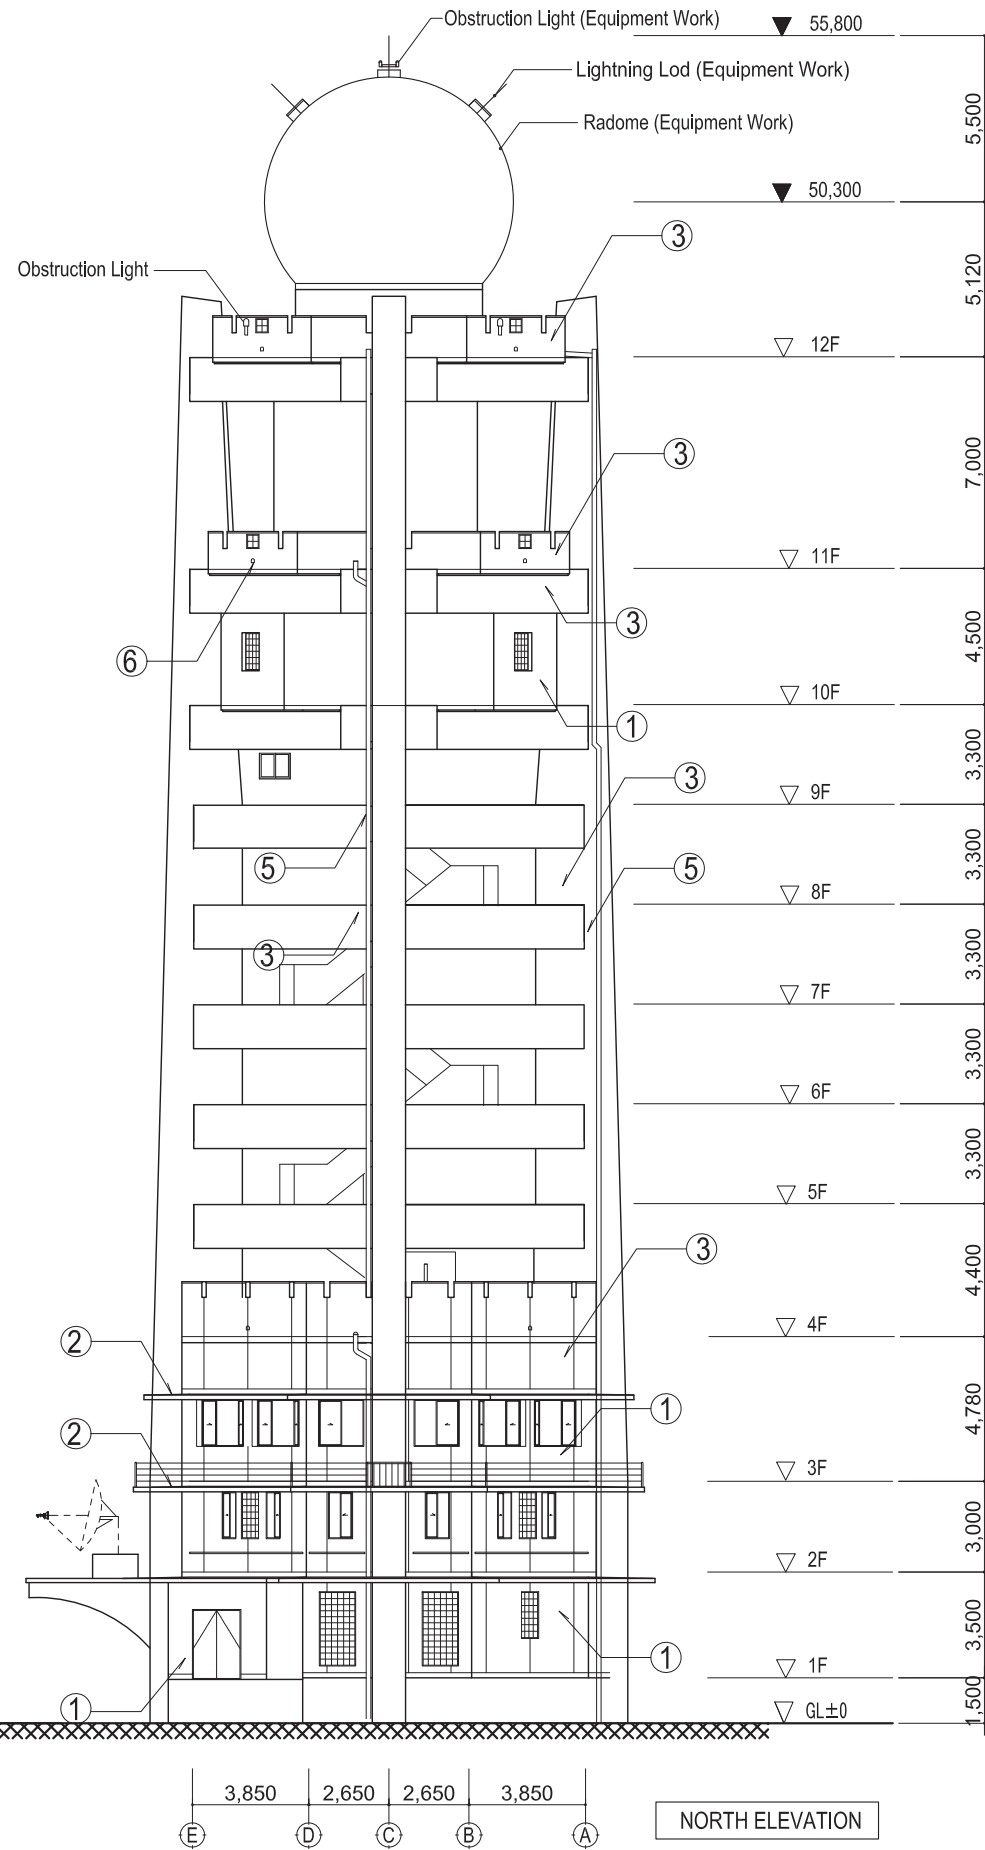 Obstruction Light (Equipment Work)
55,800
Lightning Lod (Equipment Work)
5,500
Radome (Equipment Work)
50,300
3
Obstruction Light
5,120
12F
3
7,000
11F
3
6
4,500
10F
1
3
3,300
9F
5
5
3,300
8F
3
3,300
7F
3,300
6F
3,300
5F
3
4,400
4F
2
1
4,780
2
3F
3,000
2F
1
3,500
1F
1
1,500
GL±0
3,850 2,650 2,650 3,850
E D C B A
NORTH ELEVATION